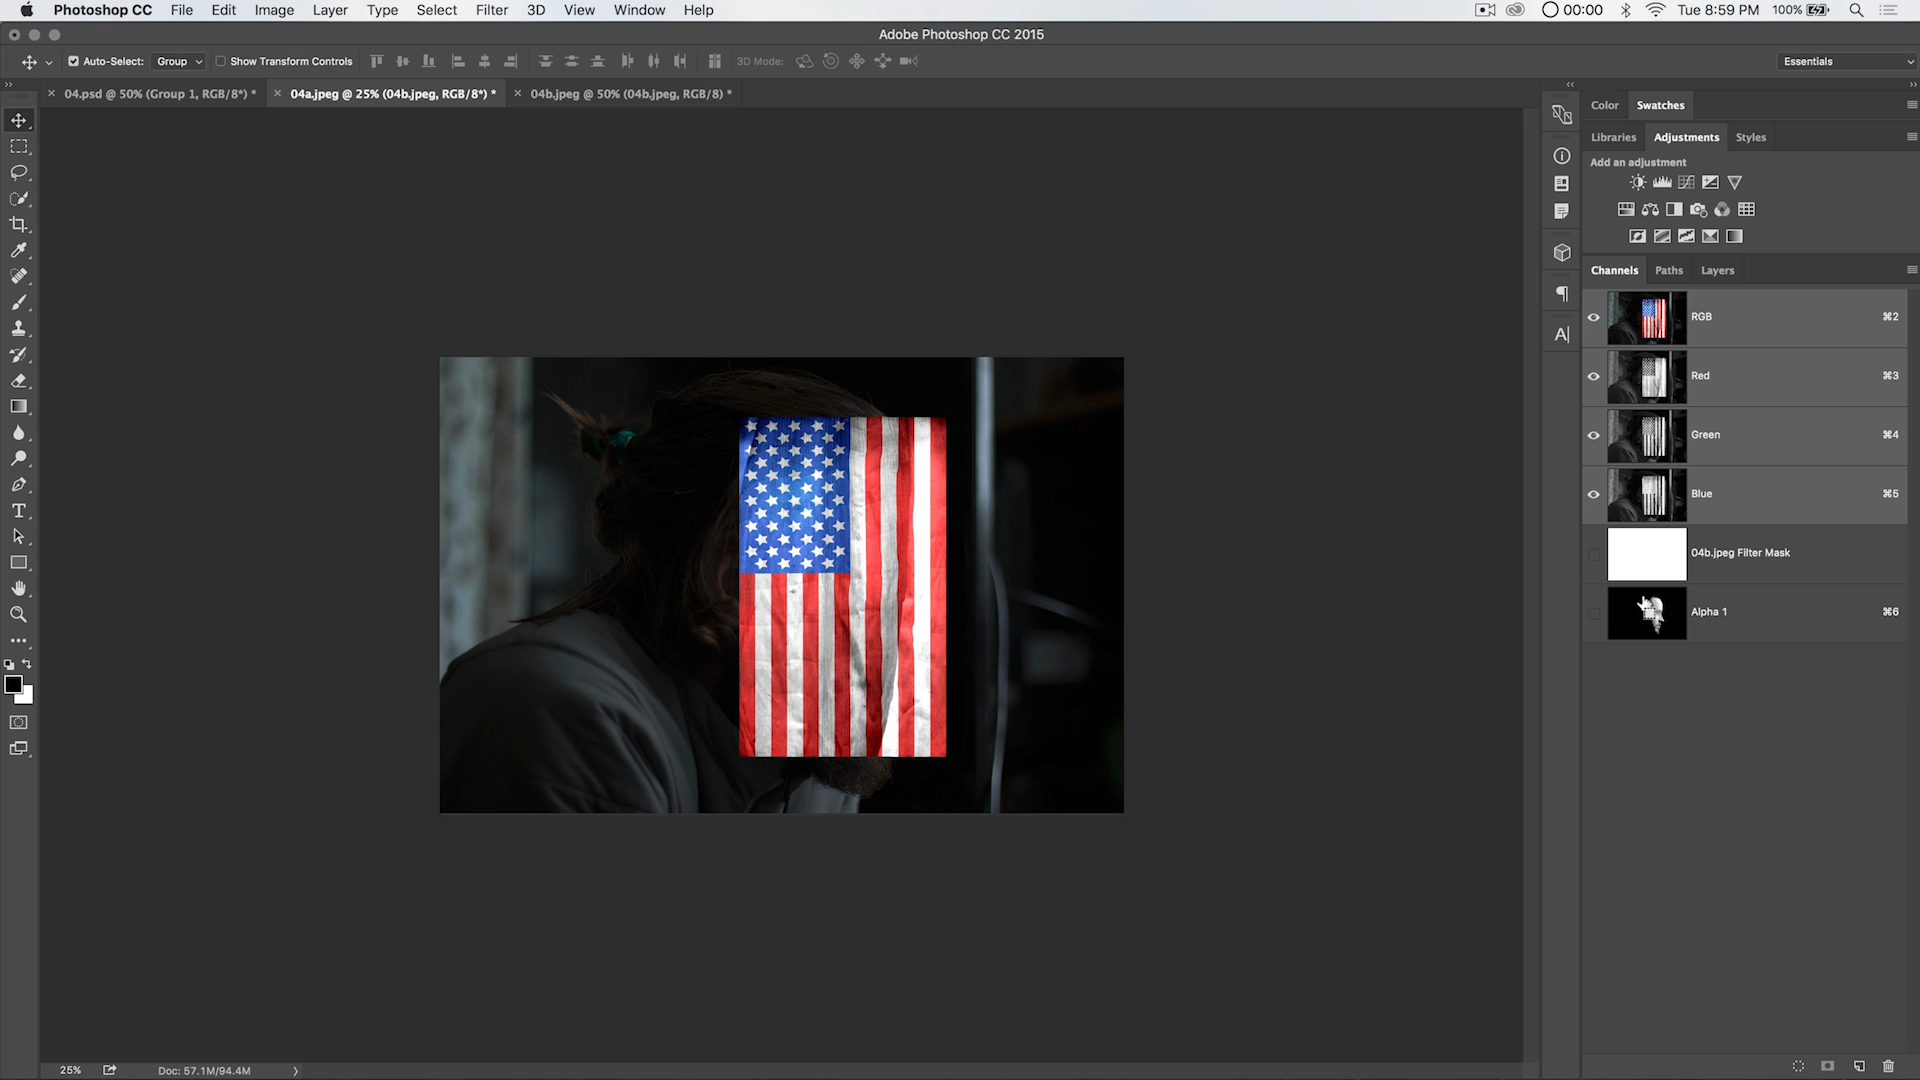 Photoshop CC File Edit Image Layer Type Select Filter 3D View Window Help 00:00 Tue 8:59 PM 100%
Adobe Photoshop CC 2015
Auto-Select: Group Show Transform Controls 3D Mode: Essentials
04.psd @ 50% (Group 1, RGB/8*) * 04a.jpeg @ 25% (04b.jpeg, RGB/8*) * 04b.jpeg @ 50% (04b.jpeg, RGB/8) *
Color Swatches
Libraries Adjustments Styles
Add an adjustment
Channels Paths Layers
RGB ⌘2
Red ⌘3
Green ⌘4
Blue ⌘5
04b.jpeg Filter Mask
Alpha 1 ⌘6
25% Doc: 57.1M/94.4M